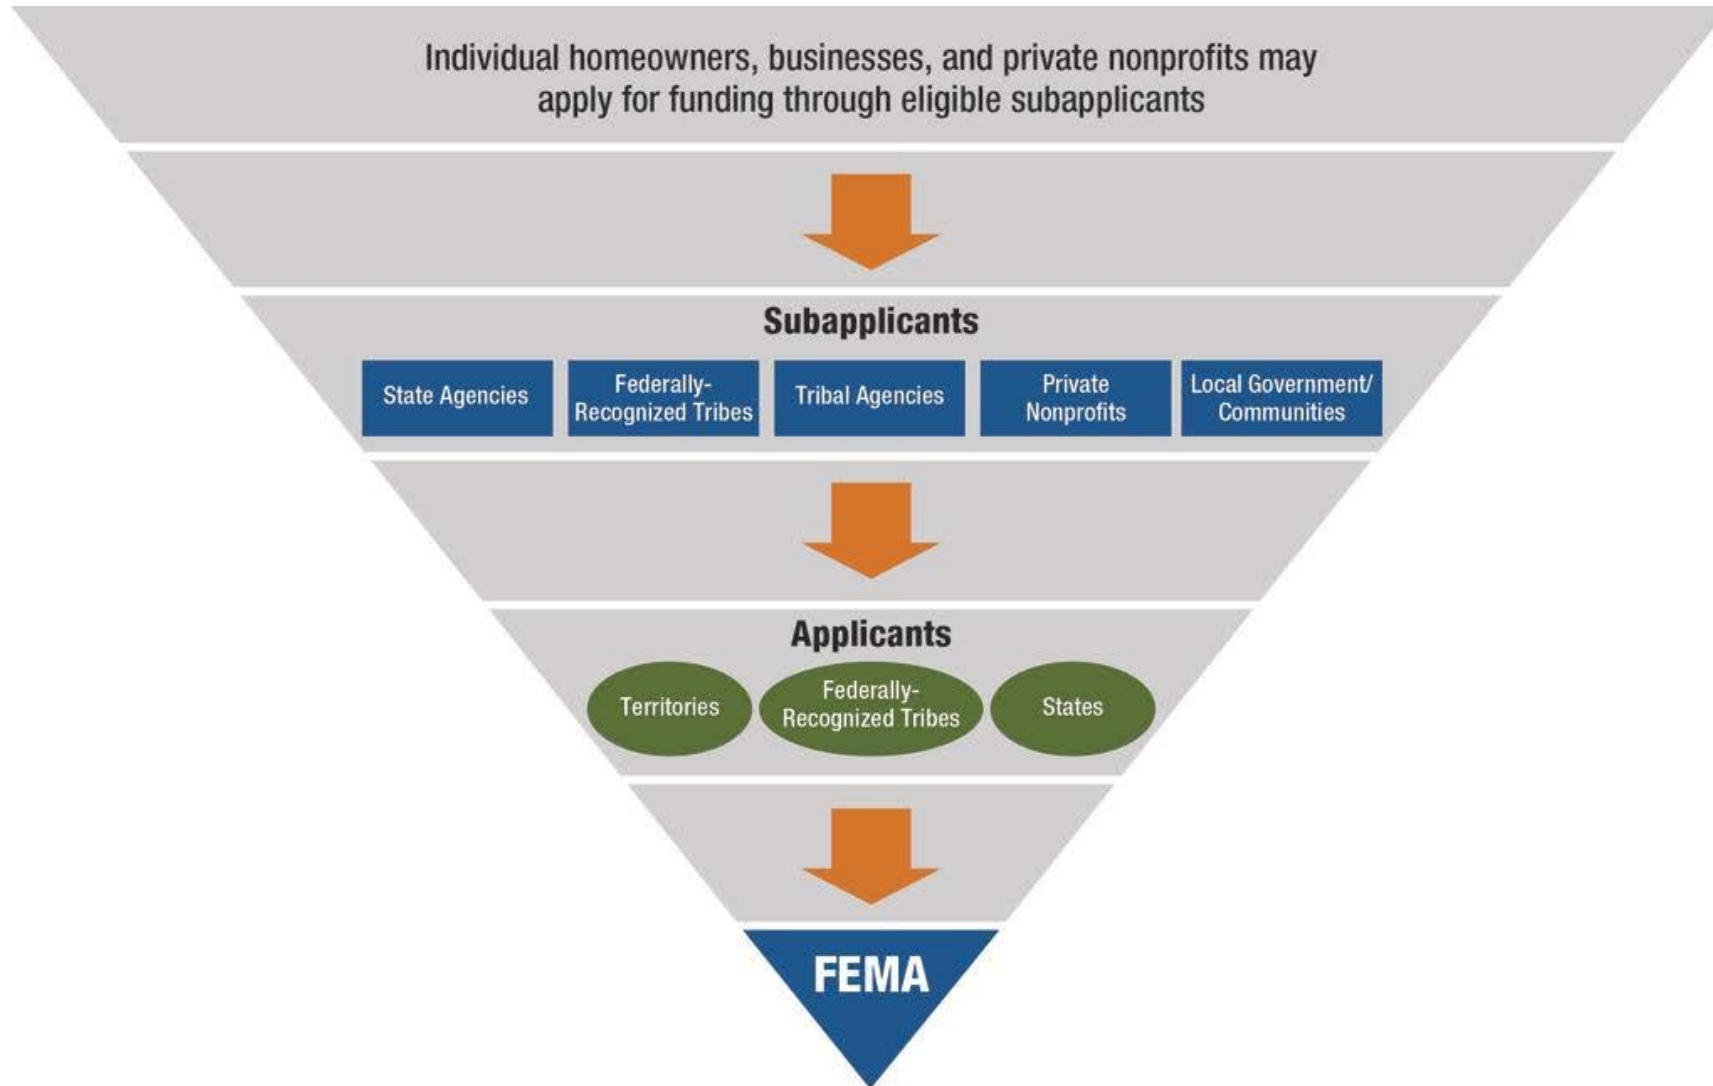 Individual homeowners, businesses, and private nonprofits may
apply for funding through eligible subapplicants
Subapplicants
State Agencies
Federally-
Recognized Tribes
Tribal Agencies
Private
Nonprofits
Local Government/
Communities
Applicants
Territories
Federally-
Recognized Tribes
States
FEMA